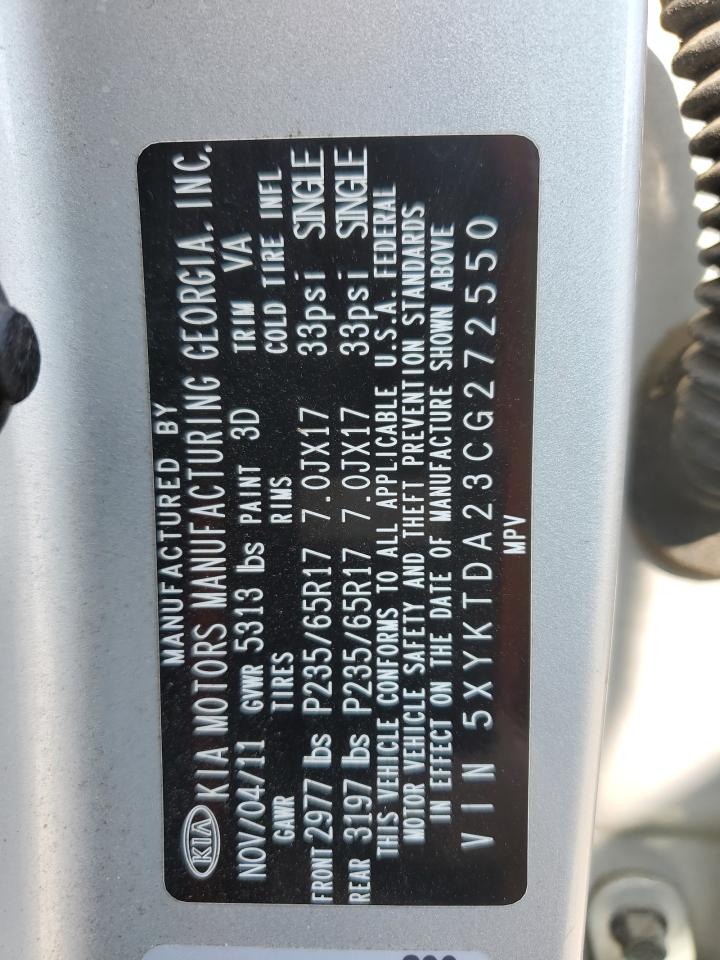 MANUFACTURED BY
KIA KIA MOTORS MANUFACTURING GEORGIA, INC.
NOV/04/11 GVWR 5313 lbs PAINT 3D TRIM VA
GAWR TIRES RIMS COLD TIRE INFL
FRONT 2977 lbs P235/65R17 7.0JX17 33psi SINGLE
REAR 3197 lbs P235/65R17 7.0JX17 33psi SINGLE
THIS VEHICLE CONFORMS TO ALL APPLICABLE U.S.A. FEDERAL
MOTOR VEHICLE SAFETY AND THEFT PREVENTION STANDARDS
IN EFFECT ON THE DATE OF MANUFACTURE SHOWN ABOVE
VIN 5XYKTDA23CG272550
MPV